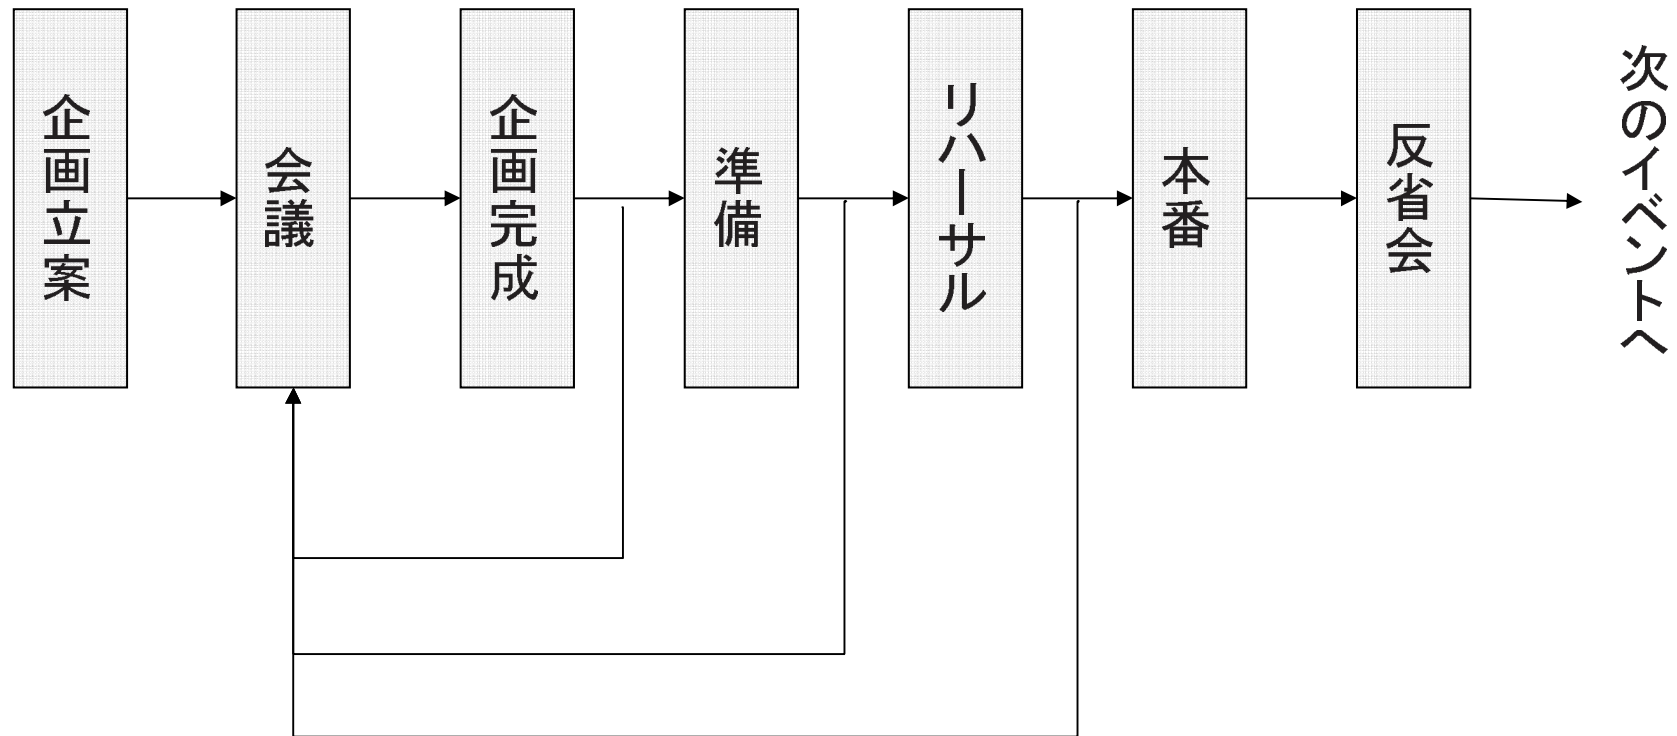 企画立案
会議
企画完成
準備
リハーサル
本番
反省会
次のイベントへ